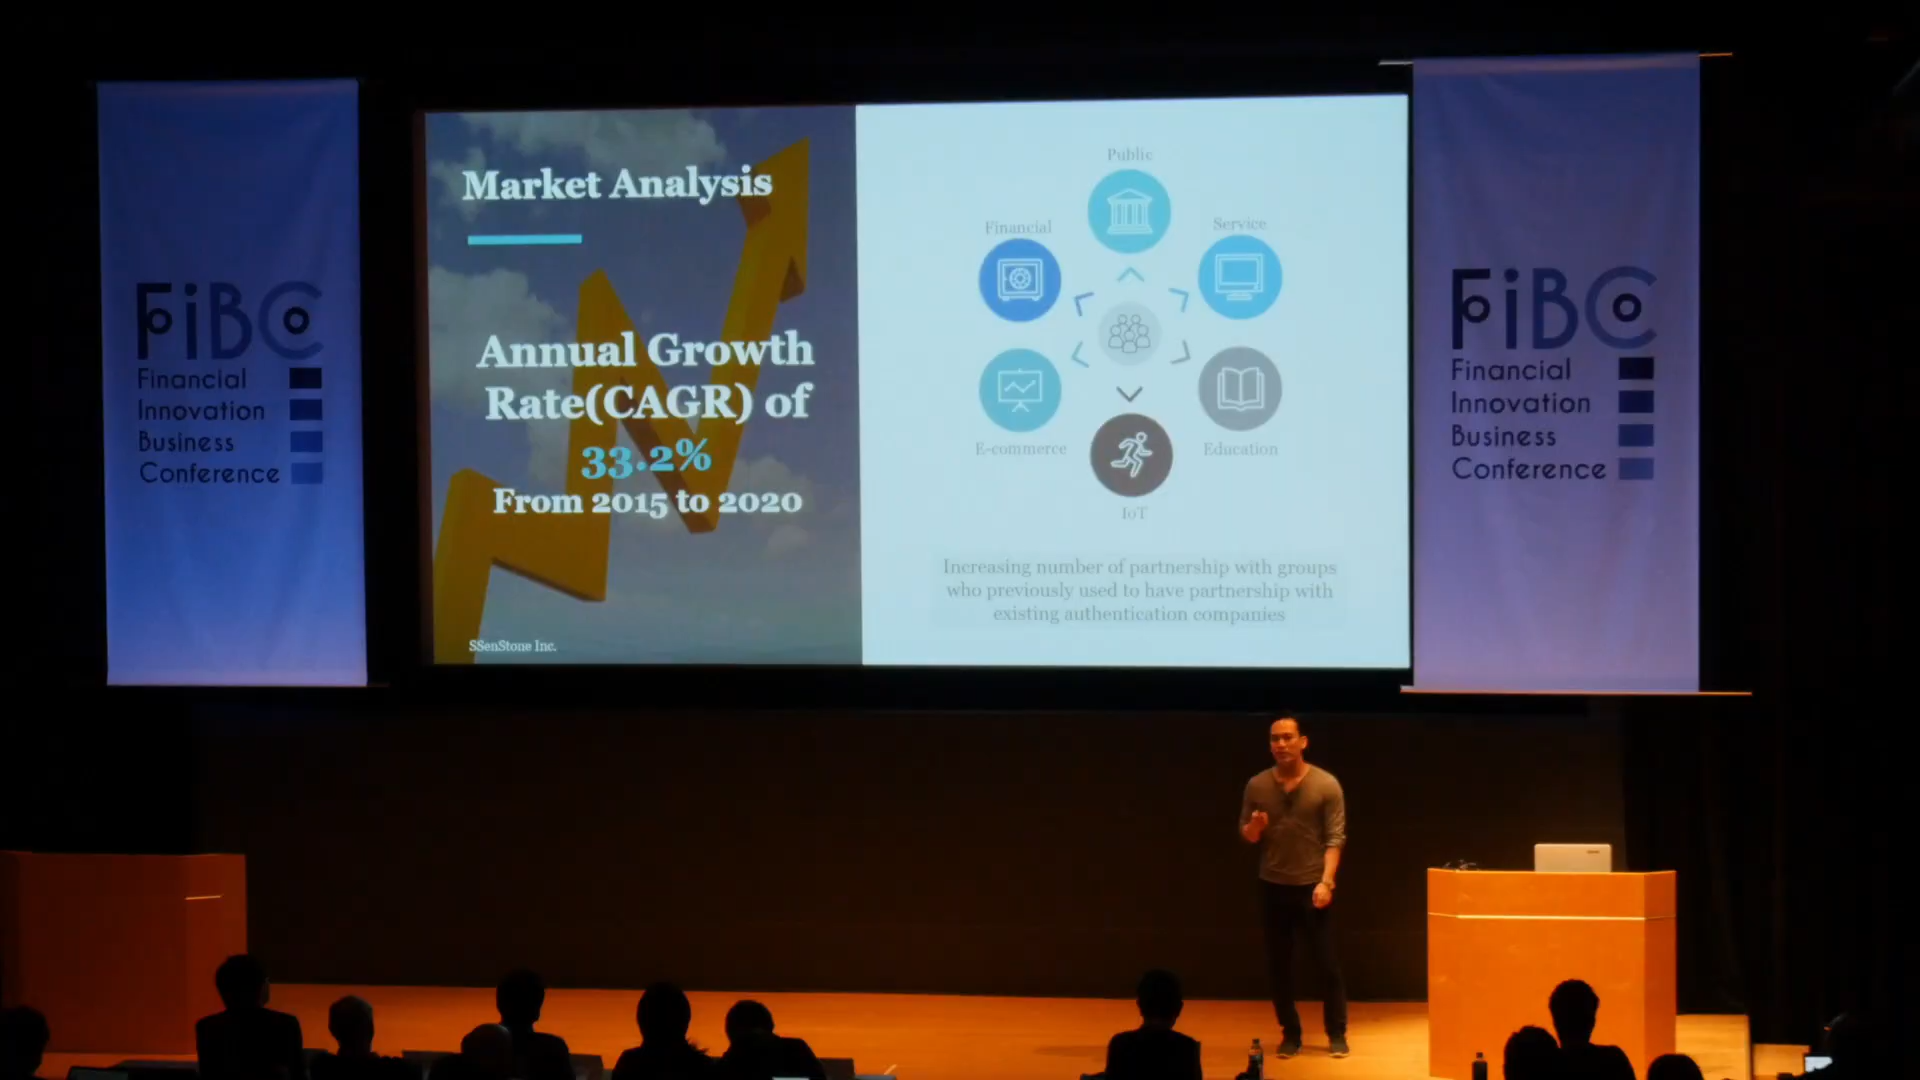 FiBC
Financial
Innovation
Business
Conference
Market Analysis
Annual Growth
Rate(CAGR) of
33.2%
From 2015 to 2020
SSenStone Inc.
Public
Financial
Service
E-commerce
Education
IoT
Increasing number of partnership with groups
who previously used to have partnership with
existing authentication companies
FiBC
Financial
Innovation
Business
Conference